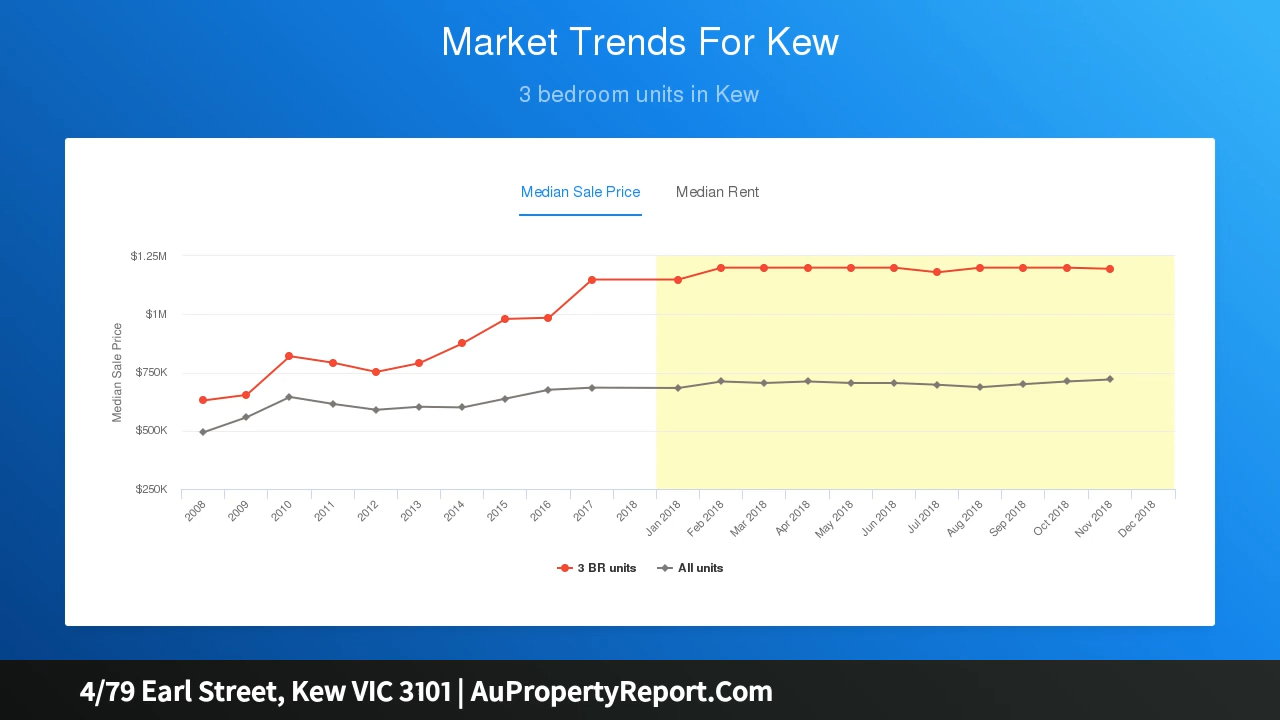 Market Trends For Kew
3 bedroom units in Kew
Median Sale Price Median Rent
$1.25M
$1M
$750K
$500K
$250K
Median Sale Price
2008 2009 2010 2011 2012 2013 2014 2015 2016 2017 2018 Jan 2018 Feb 2018 Mar 2018 Apr 2018 May 2018 Jun 2018 Jul 2018 Aug 2018 Sep 2018 Oct 2018 Nov 2018 Dec 2018
3 BR units All units
4/79 Earl Street, Kew VIC 3101 | AuPropertyReport.Com